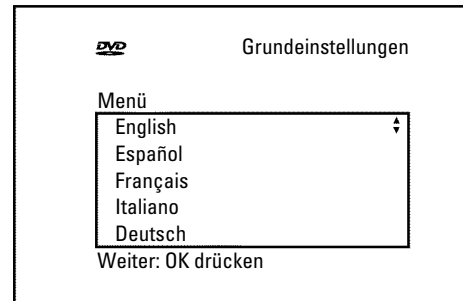 DVD Grundeinstellungen
Menü
English
Español
Français
Italiano
Deutsch
Weiter: OK drücken